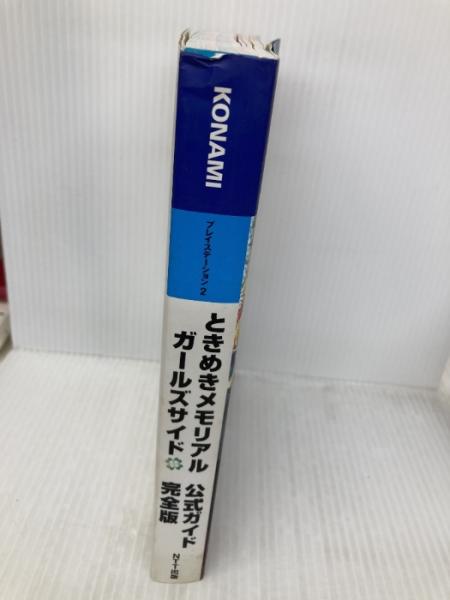 KONAMI
プレイステーション2
ときめきメモリアル
ガールズサイド
公式ガイド
完全版
NTT出版